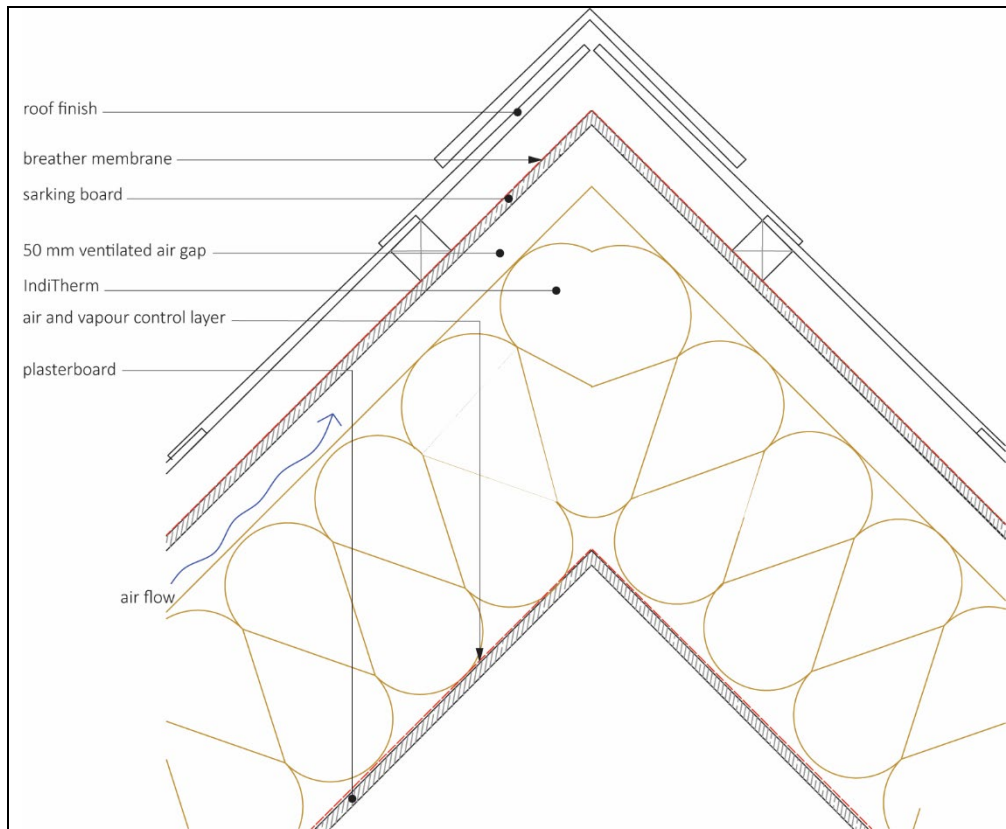 roof finish
breather membrane
sarking board
50 mm ventilated air gap
IndiTherm
air and vapour control layer
plasterboard
air flow